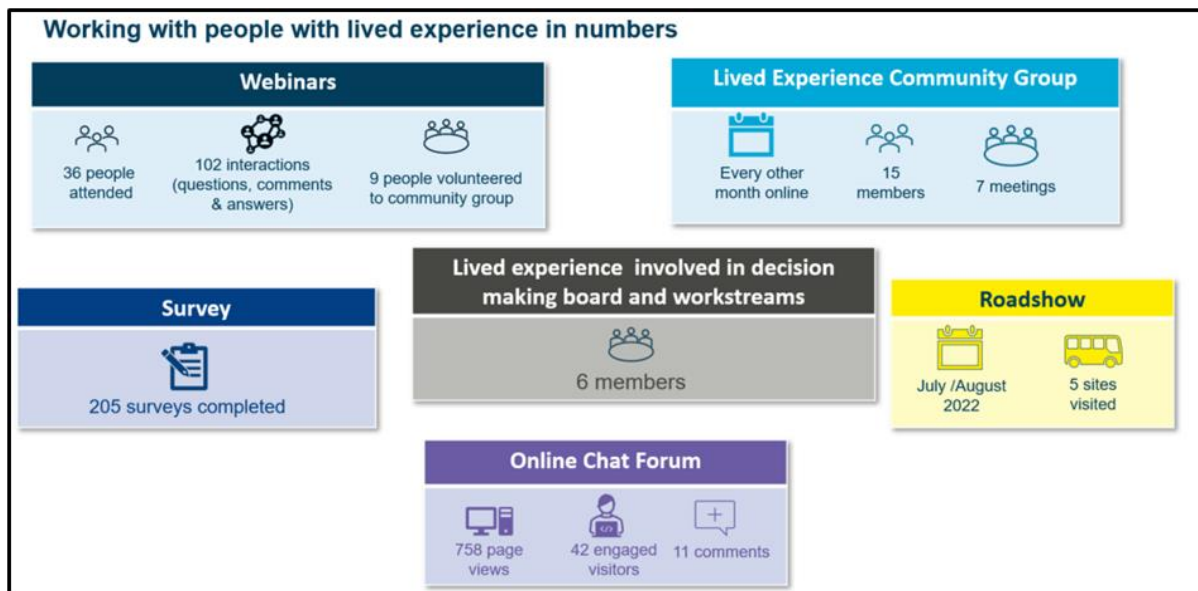 Working with people with lived experience in numbers
Webinars
36 people
attended
102 interactions
(questions, comments
& answers)
9 people volunteered
to community group
Lived Experience Community Group
Every other
month online
15
members
7 meetings
Survey
205 surveys completed
Lived experience involved in decision
making board and workstreams
6 members
Roadshow
July /August
2022
5 sites
visited
Online Chat Forum
758 page
views
42 engaged
visitors
11 comments